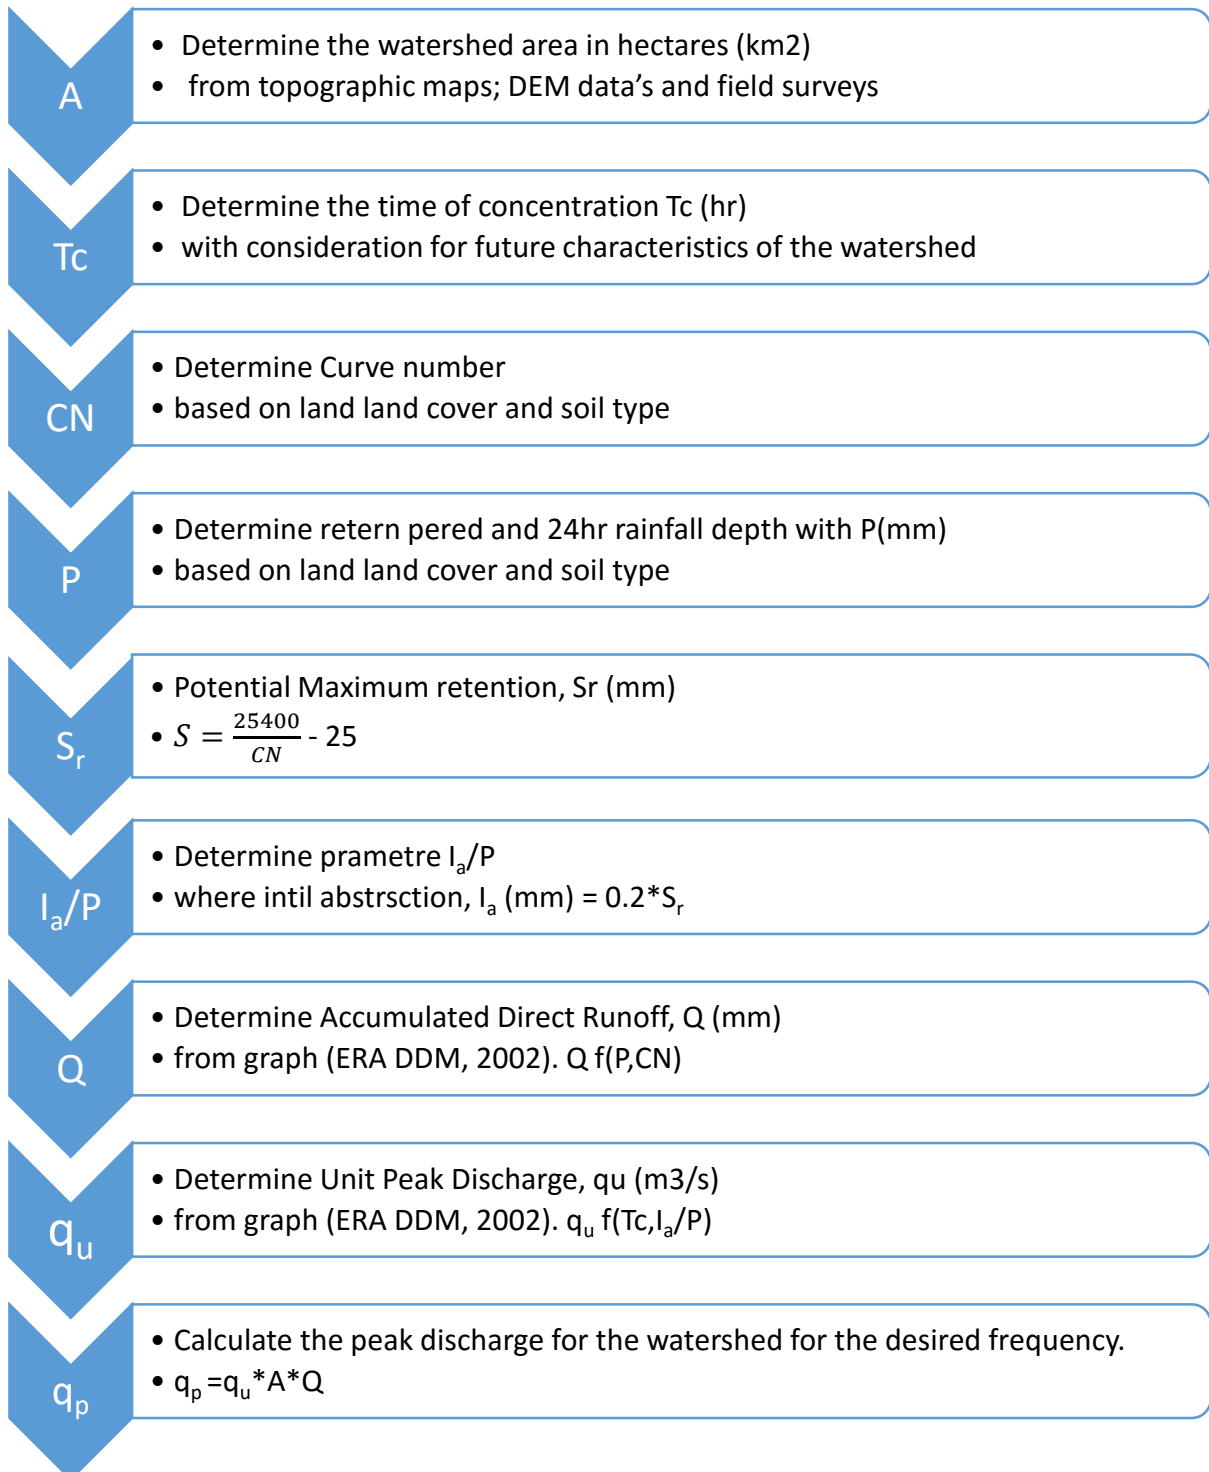 A
• Determine the watershed area in hectares (km2)
• from topographic maps; DEM data's and field surveys
Tc
• Determine the time of concentration Tc (hr)
• with consideration for future characteristics of the watershed
CN
• Determine Curve number
• based on land land cover and soil type
P
• Determine retern pered and 24hr rainfall depth with P(mm)
• based on land land cover and soil type
Sr
• Potential Maximum retention, Sr (mm)
• S = 25400/CN - 25
Ia/P
• Determine prametre Ia/P
• where intil abstrsction, Ia (mm) = 0.2*Sr
Q
• Determine Accumulated Direct Runoff, Q (mm)
• from graph (ERA DDM, 2002). Q f(P,CN)
qu
• Determine Unit Peak Discharge, qu (m3/s)
• from graph (ERA DDM, 2002). qu f(Tc,Ia/P)
qp
• Calculate the peak discharge for the watershed for the desired frequency.
• qp =qu*A*Q